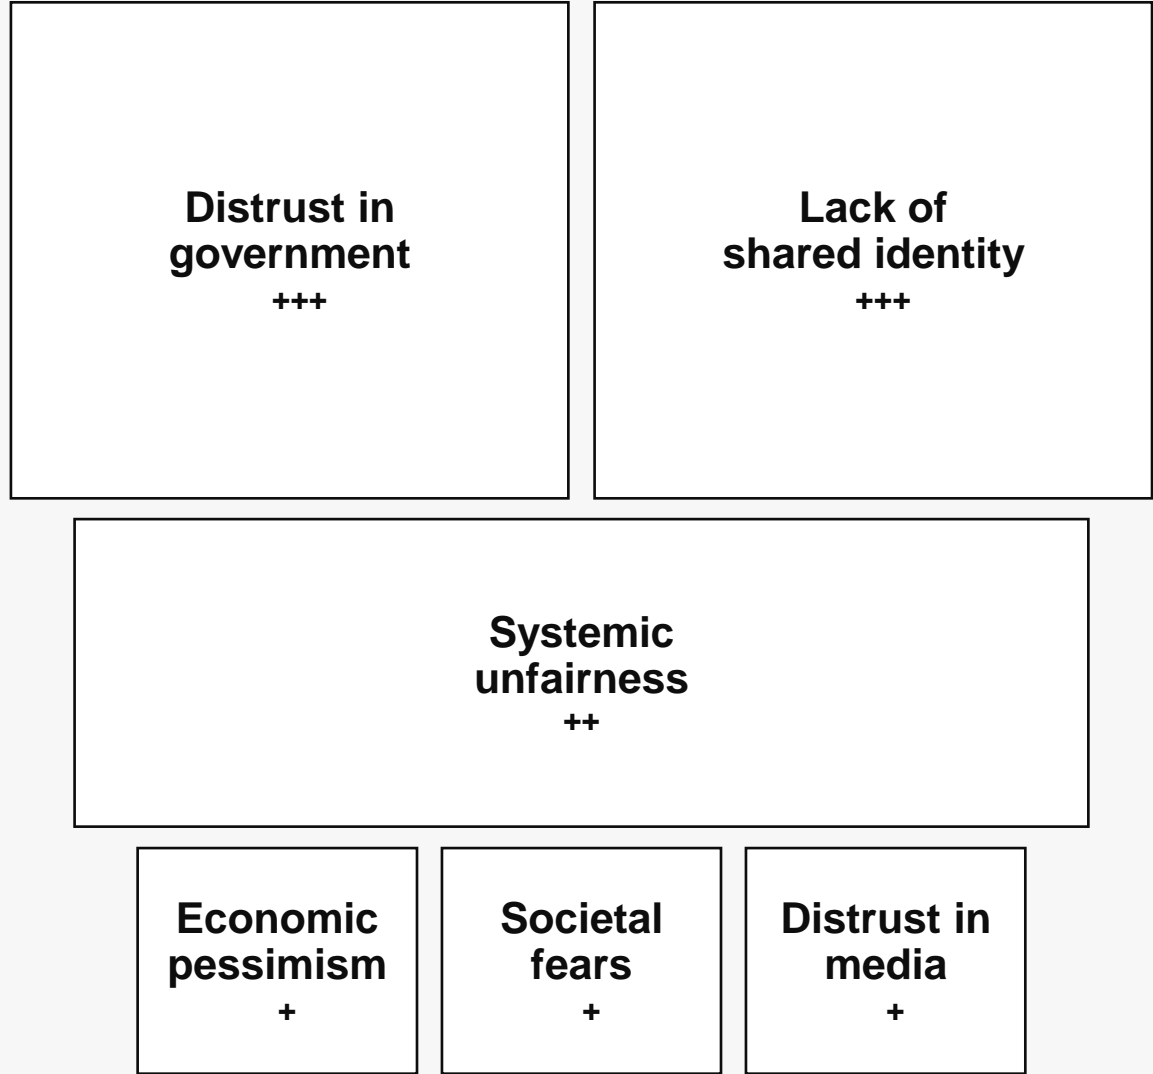 Distrust in
government
+++
Lack of
shared identity
+++
Systemic
unfairness
++
Economic
pessimism
+
Societal
fears
+
Distrust in
media
+